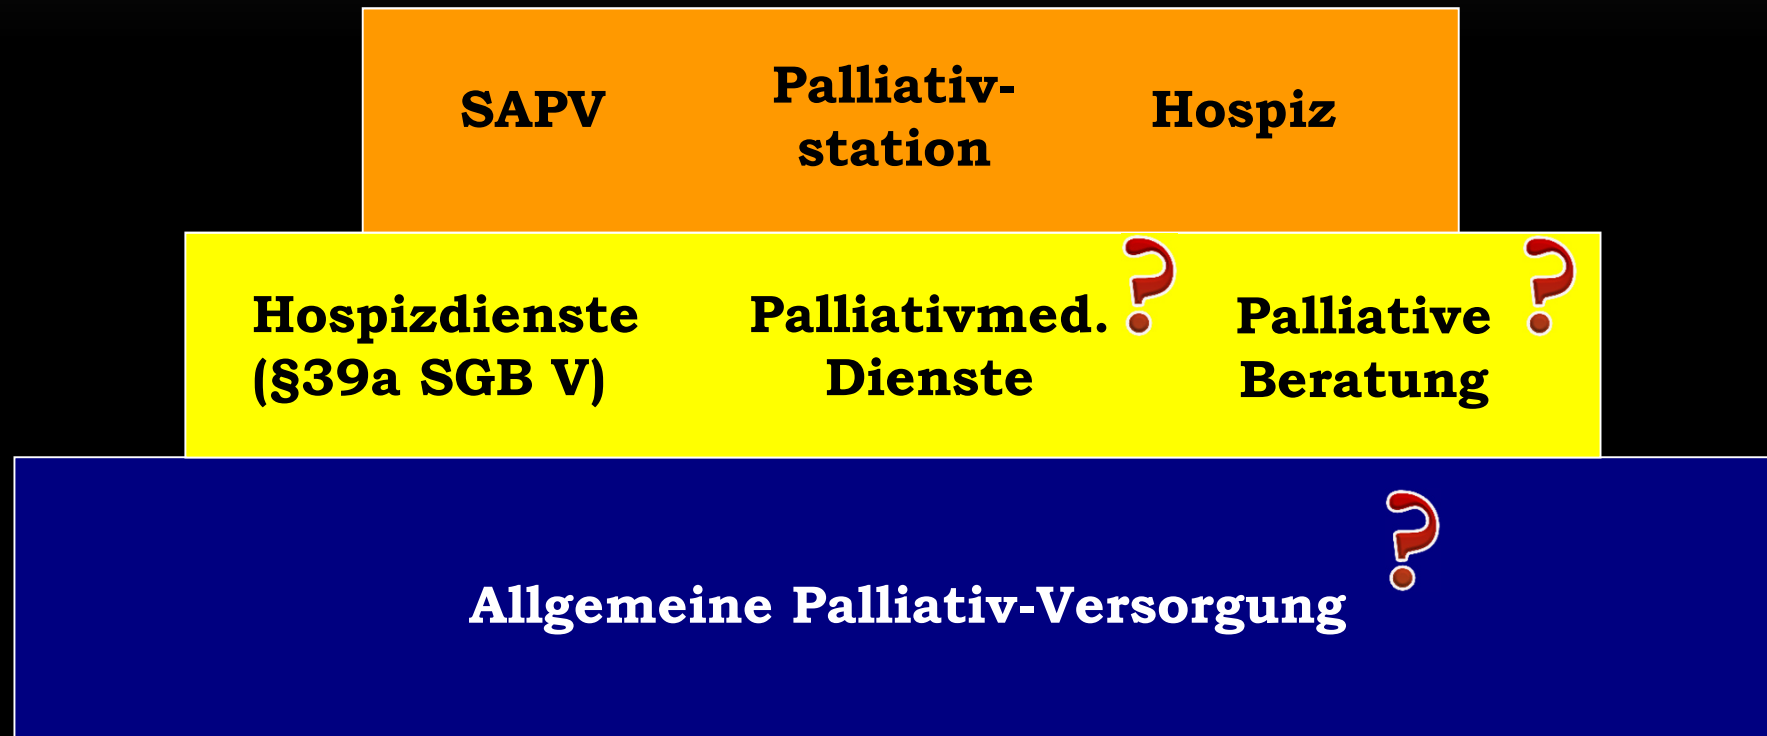 SAPV
Palliativ-
station
Hospiz
Hospizdienste
(§39a SGB V)
Palliativmed.
Dienste
?
Palliative
Beratung
?
Allgemeine Palliativ-Versorgung
?